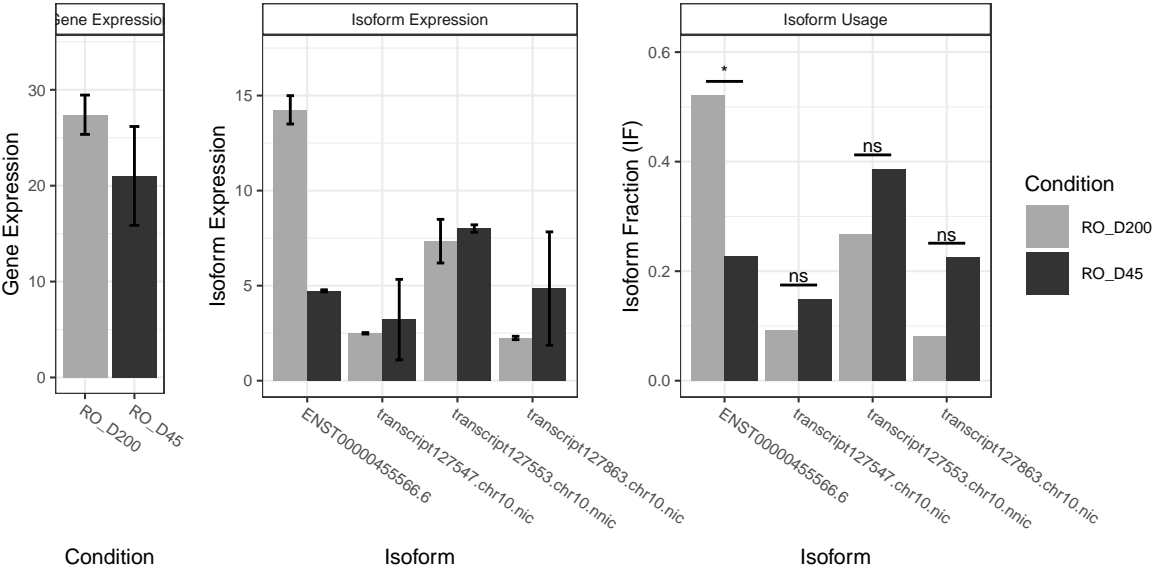 Gene Expression
Isoform Expression
Isoform Usage
Gene Expression
30
20
10
0
RO_D200
RO_D45
Condition
Isoform Expression
15
10
5
0
ENST00000455566.6
transcript127547.chr10.nic
transcript127553.chr10.nnic
transcript127863.chr10.nic
Isoform
Isoform Fraction (IF)
0.6
0.4
0.2
0.0
*
ns
ns
ns
ENST00000455566.6
transcript127547.chr10.nic
transcript127553.chr10.nnic
transcript127863.chr10.nic
Isoform
Condition
RO_D200
RO_D45